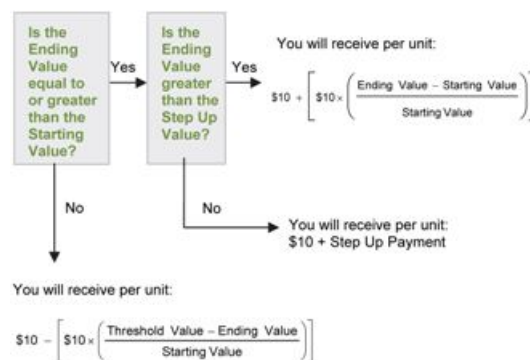 Is the
Ending
Value
equal to
or greater
than the
Starting
Value?
Yes
Is the
Ending
Value
greater
than the
Step Up
Value?
Yes
You will receive per unit:
$10 + [ $10 × ( Ending Value – Starting Value
Starting Value ) ]
No
No
You will receive per unit:
$10 + Step Up Payment
You will receive per unit:
$10 – [ $10 × ( Threshold Value – Ending Value
Starting Value ) ]